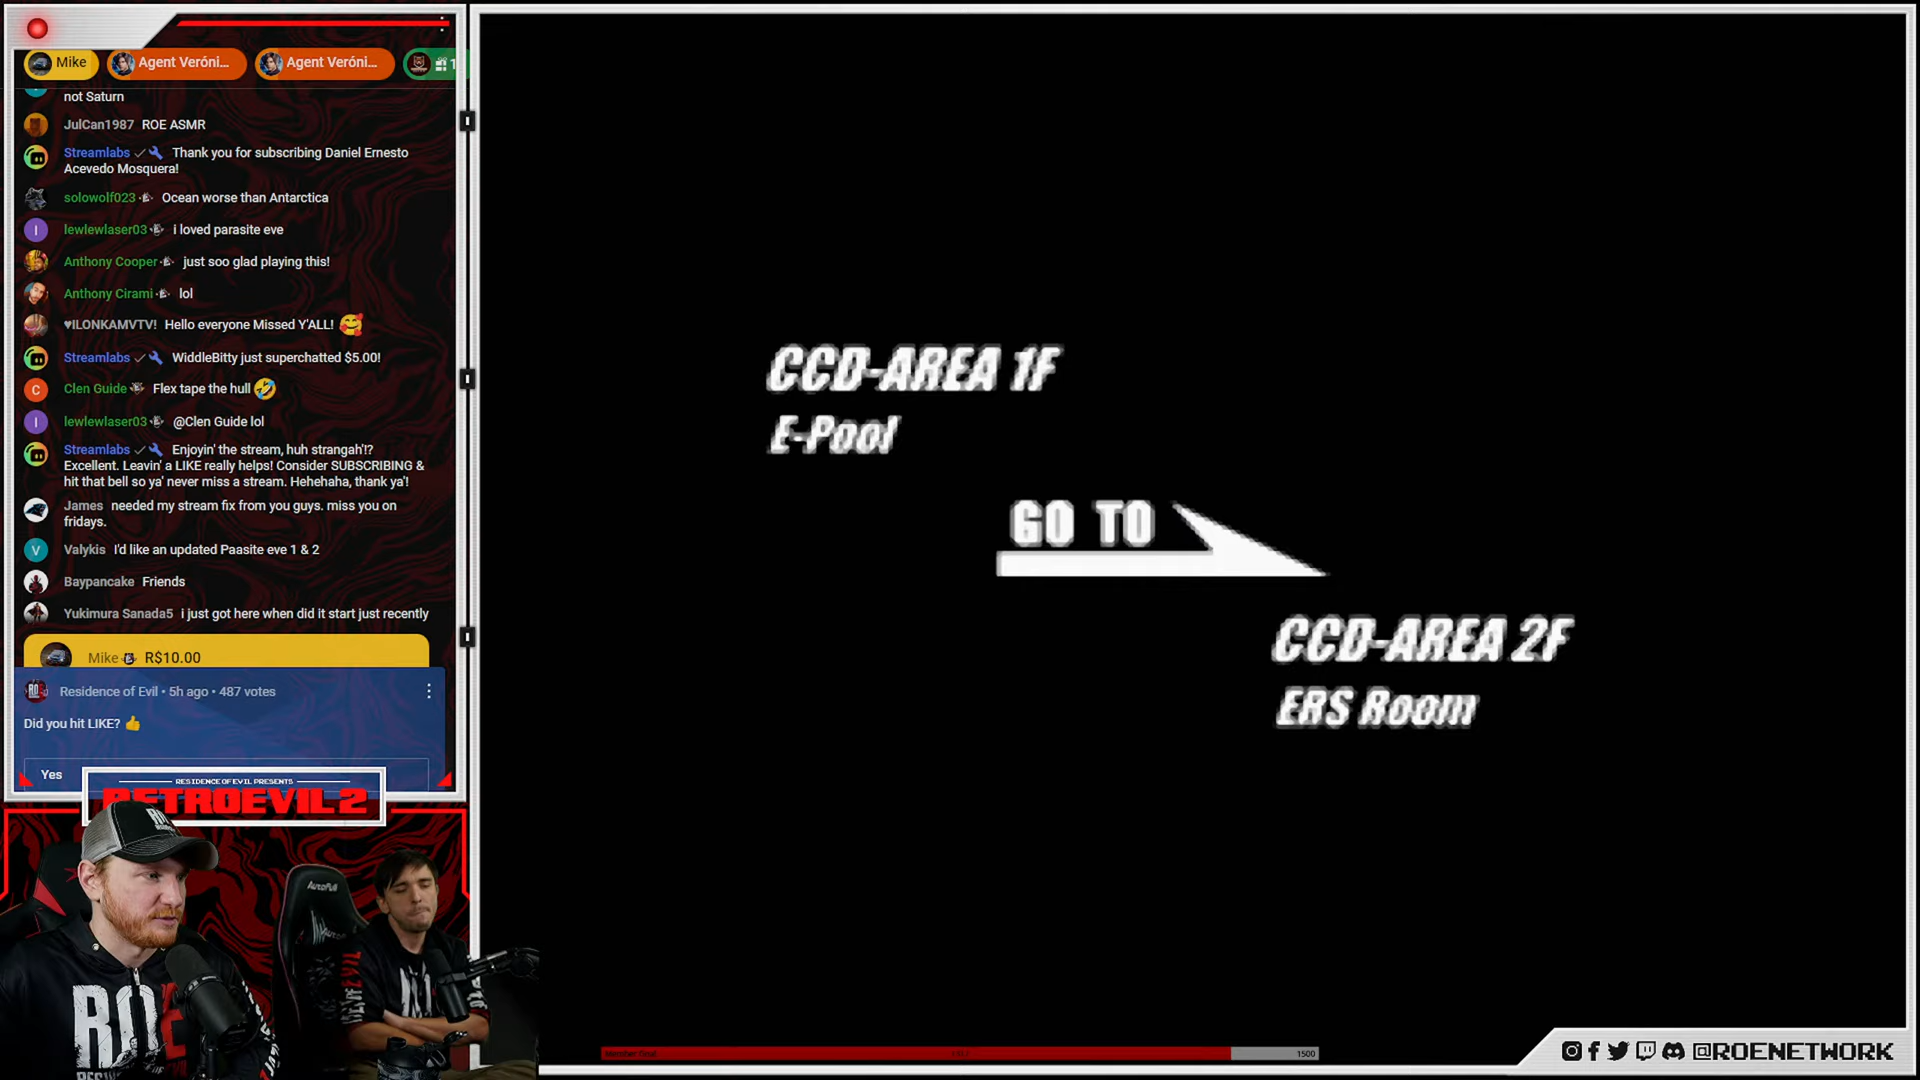 Mike
Agent Veróni...
Agent Veróni...
1
not Saturn
JulCan1987 ROE ASMR
Streamlabs Thank you for subscribing Daniel Ernesto
Acevedo Mosquera!
solowolf023 Ocean worse than Antarctica
lewlewlaser03 i loved parasite eve
Anthony Cooper just soo glad playing this!
Anthony Cirami lol
♥ILONKAMVTV! Hello everyone Missed Y'ALL! 🥰
Streamlabs WiddleBitty just superchatted $5.00!
C
Clen Guide Flex tape the hull 🤣
lewlewlaser03 @Clen Guide lol
Streamlabs Enjoyin' the stream, huh strangah'!?
Excellent. Leavin' a LIKE really helps! Consider SUBSCRIBING &
hit that bell so ya' never miss a stream. Hehehaha, thank ya'!
James needed my stream fix from you guys. miss you on
fridays.
V
Valykis I'd like an updated Paasite eve 1 & 2
Baypancake Friends
Yukimura Sanada5 i just got here when did it start just recently
Mike R$10.00
Residence of Evil • 5h ago • 487 votes
Did you hit LIKE? 👍
Yes
RESIDENCE OF EVIL PRESENTS
RETROEVIL 2
CCD-AREA 1F
E-Pool
GO TO
CCD-AREA 2F
ERS Room
AutoFull
Member Goal
1500
@ROENETWORK